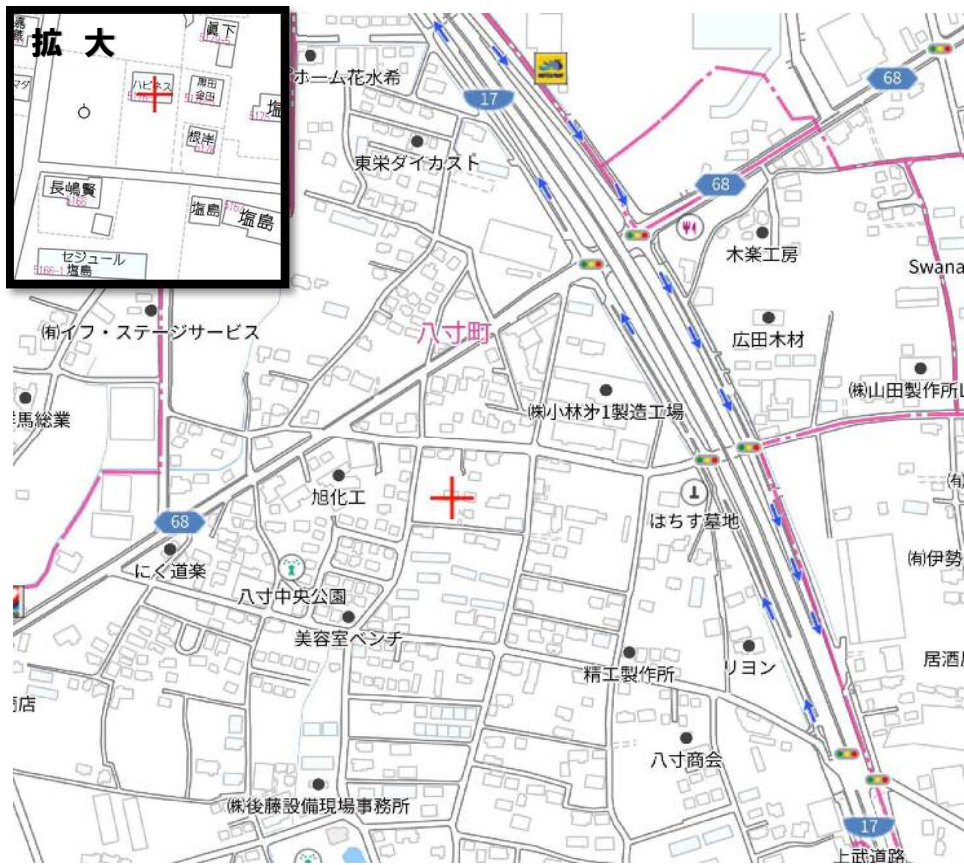 拡大
眞下
ハピネス
黒田
金田
根岸
長嶋賢
塩島
塩島
セジュール
塩島
ホーム花水希
17
68
東栄ダイカスト
68
木楽工房
Swana
(有)イフ・ステージサービス
八寸町
広田木材
(株)小林㐧1製造工場
(株)山田製作所
馬総業
旭化工
はちす墓地
68
にく道楽
八寸中央公園
(有)伊勢
美容室ベンチ
精工製作所
リヨン
居酒
商店
八寸商会
(株)後藤設備現場事務所
17
上武道路